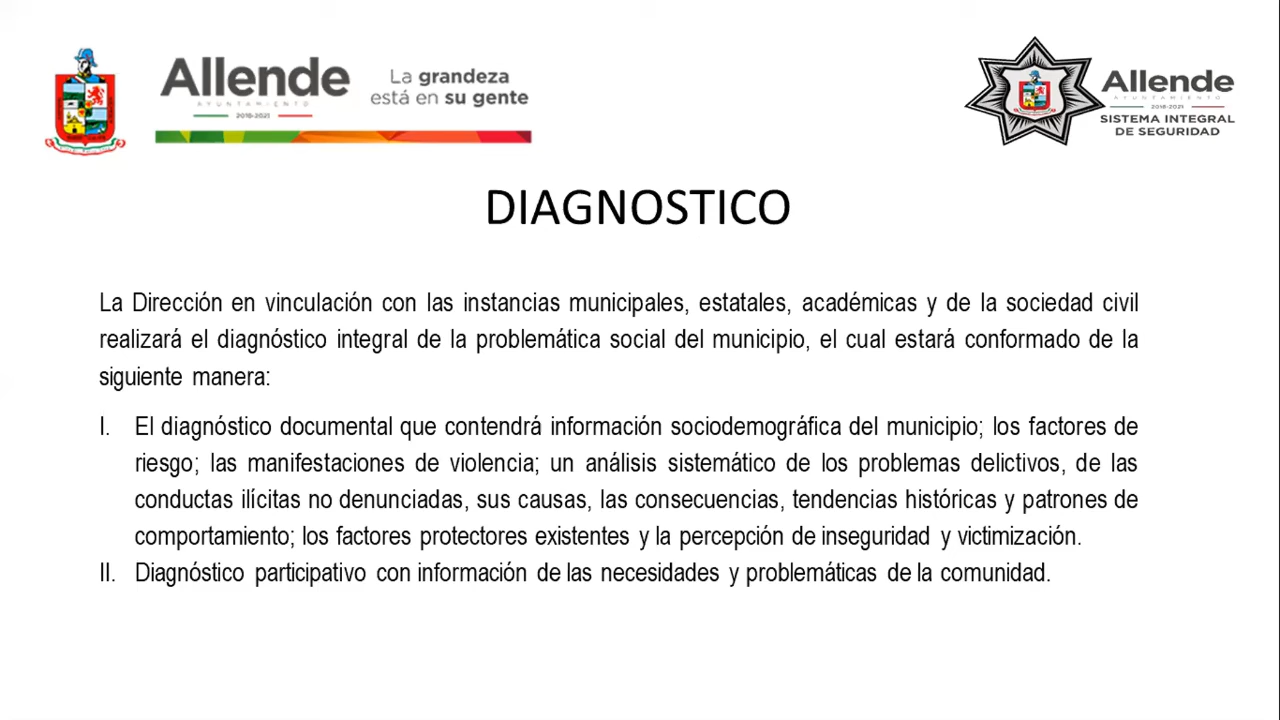 Allende
AYUNTAMIENTO
2018-2021
La grandeza
está en su gente
Allende
AYUNTAMIENTO
2018-2021
SISTEMA INTEGRAL
DE SEGURIDAD
DIAGNOSTICO
La Dirección en vinculación con las instancias municipales, estatales, académicas y de la sociedad civil
realizará el diagnóstico integral de la problemática social del municipio, el cual estará conformado de la
siguiente manera:
I. El diagnóstico documental que contendrá información sociodemográfica del municipio; los factores de
riesgo; las manifestaciones de violencia; un análisis sistemático de los problemas delictivos, de las
conductas ilícitas no denunciadas, sus causas, las consecuencias, tendencias históricas y patrones de
comportamiento; los factores protectores existentes y la percepción de inseguridad y victimización.
II. Diagnóstico participativo con información de las necesidades y problemáticas de la comunidad.